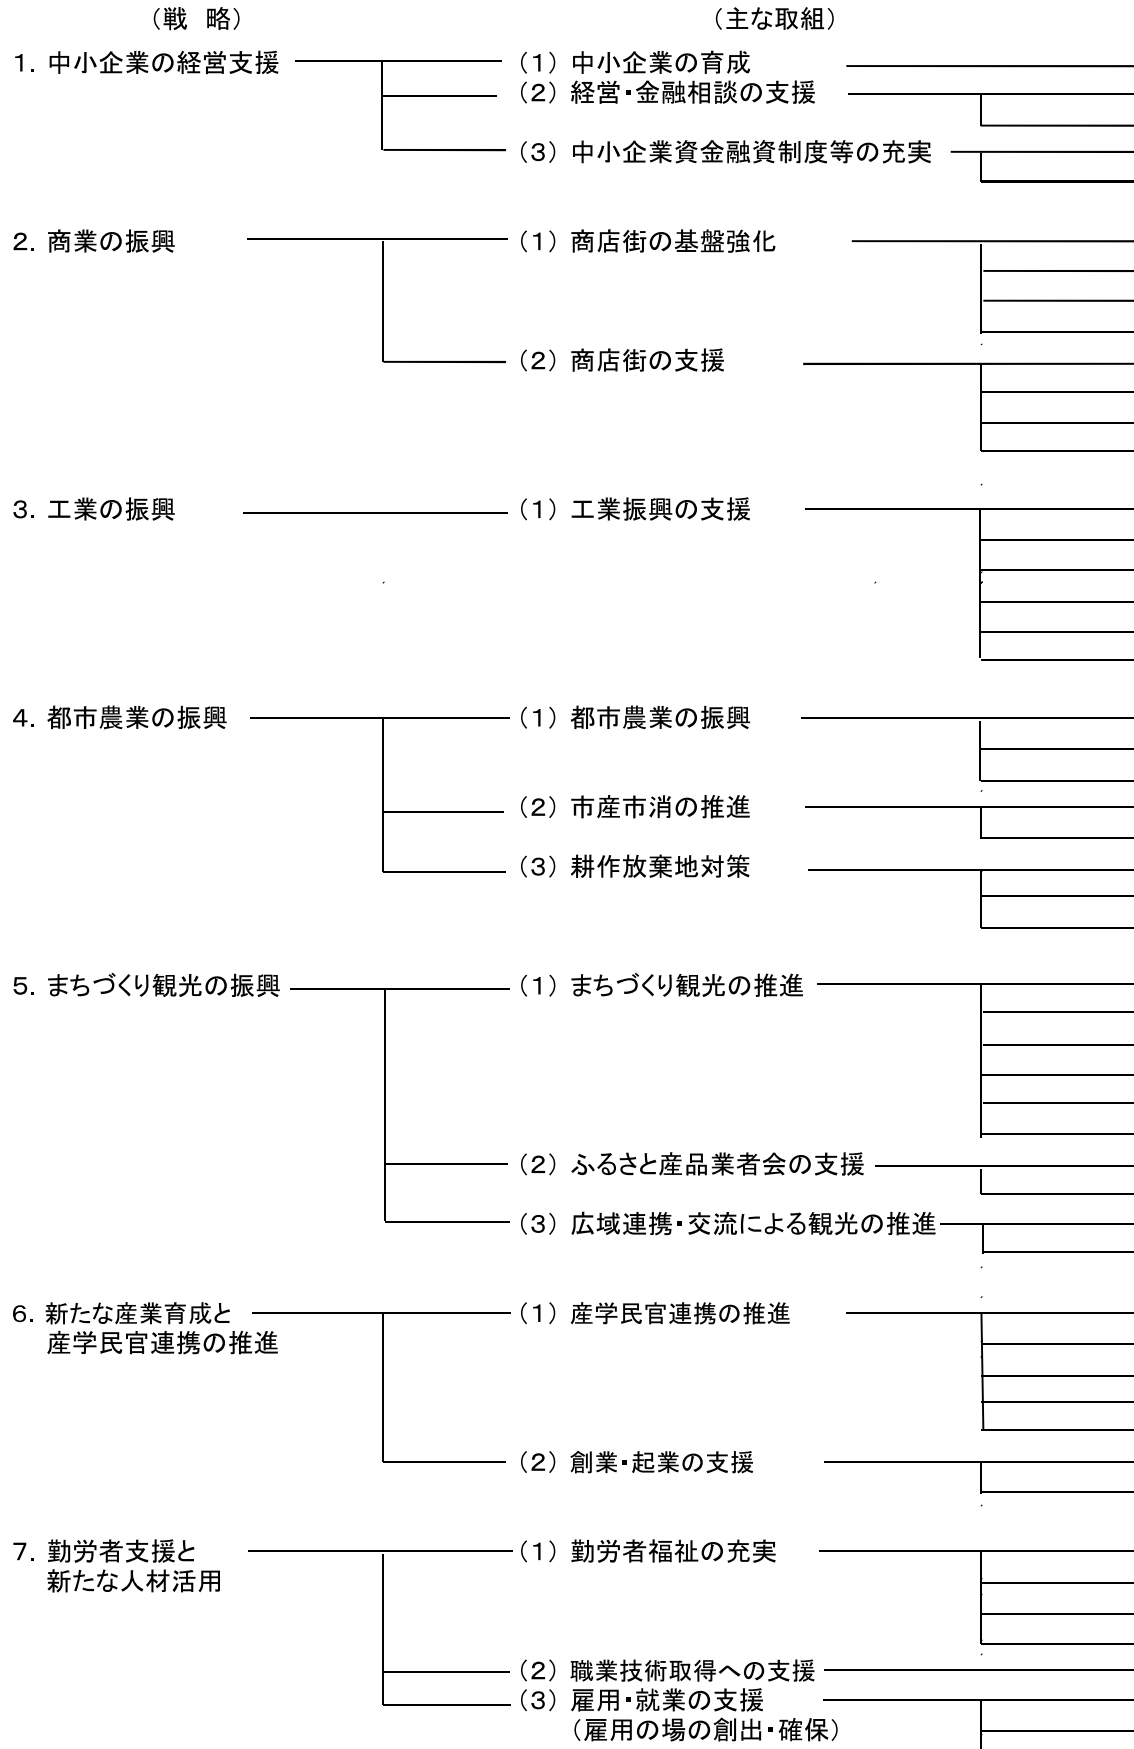 （戦　略）　（主な取組）
１．中小企業の経営支援　（１）中小企業の育成
（２）経営・金融相談の支援
（３）中小企業資金融資制度等の充実
２．商業の振興　（１）商店街の基盤強化
（２）商店街の支援
３．工業の振興　（１）工業振興の支援
４．都市農業の振興　（１）都市農業の振興
（２）市産市消の推進
（３）耕作放棄地対策
５．まちづくり観光の振興　（１）まちづくり観光の推進
（２）ふるさと産品業者会の支援
（３）広域連携・交流による観光の推進
６．新たな産業育成と　（１）産学民官連携の推進
産学民官連携の推進
（２）創業・起業の支援
７．勤労者支援と　（１）勤労者福祉の充実
新たな人材活用
（２）職業技術取得への支援
（３）雇用・就業の支援
（雇用の場の創出・確保）